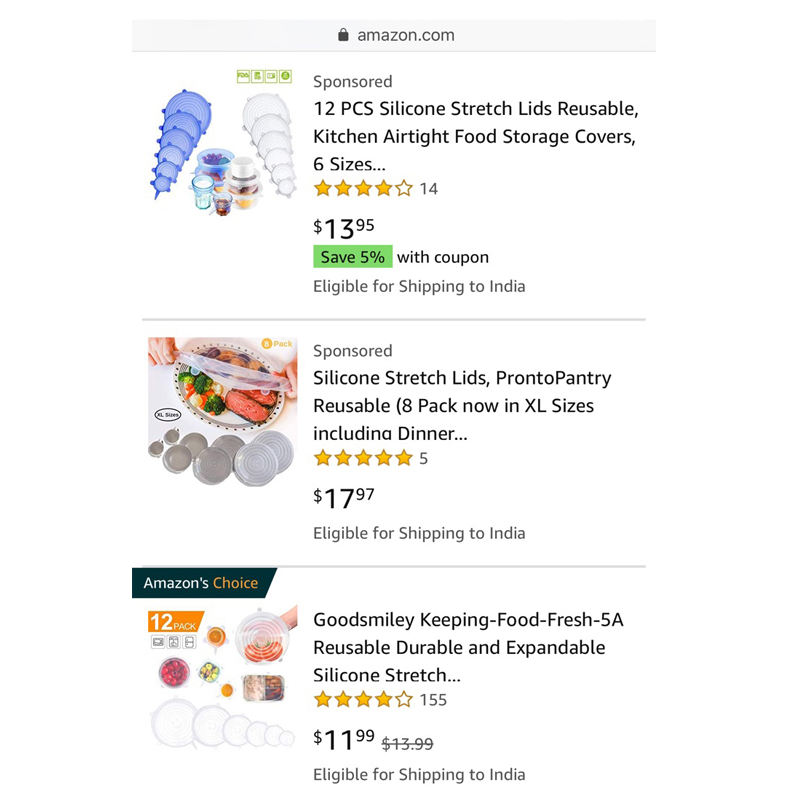 amazon.com
Sponsored
12 PCS Silicone Stretch Lids Reusable,
Kitchen Airtight Food Storage Covers,
6 Sizes...
14
$13 95
Save 5% with coupon
Eligible for Shipping to India
8 Pack
XL Sizes
Sponsored
Silicone Stretch Lids, ProntoPantry
Reusable (8 Pack now in XL Sizes
including Dinner...
5
$17 97
Eligible for Shipping to India
Amazon's Choice
12 PACK
Goodsmiley Keeping-Food-Fresh-5A
Reusable Durable and Expandable
Silicone Stretch...
155
$11 99 $13.99
Eligible for Shipping to India